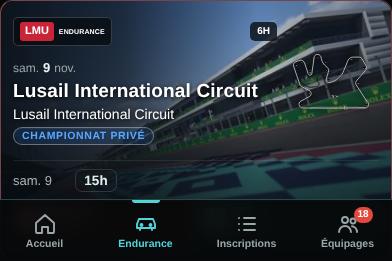 LMU ENDURANCE
6H
sam. 9 nov.
Lusail International Circuit
Lusail International Circuit
CHAMPIONNAT PRIVÉ
sam. 9 15h
18
Accueil Endurance Inscriptions Équipages